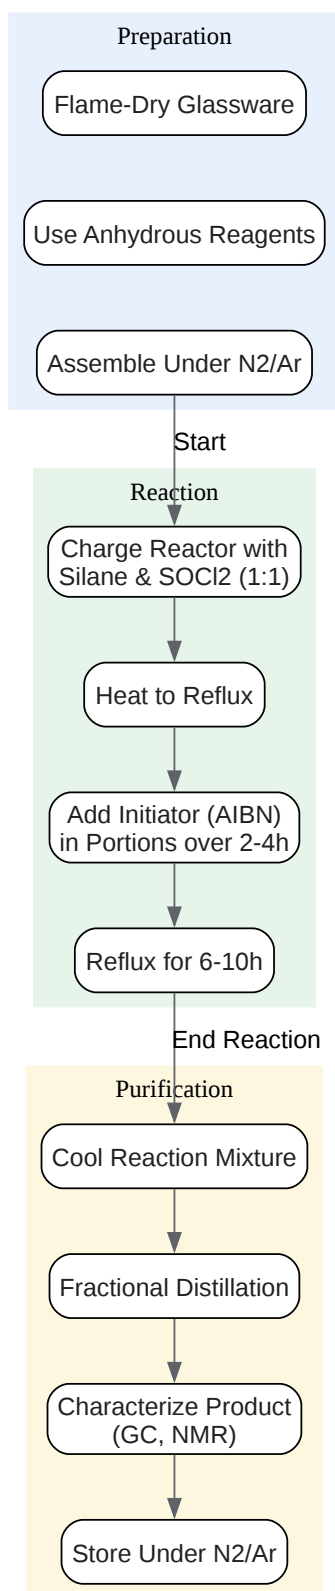 Preparation
Flame-Dry Glassware
Use Anhydrous Reagents
Assemble Under N2/Ar
Start
Reaction
Charge Reactor with
Silane & SOCl2 (1:1)
Heat to Reflux
Add Initiator (AIBN)
in Portions over 2-4h
Reflux for 6-10h
End Reaction
Purification
Cool Reaction Mixture
Fractional Distillation
Characterize Product
(GC, NMR)
Store Under N2/Ar